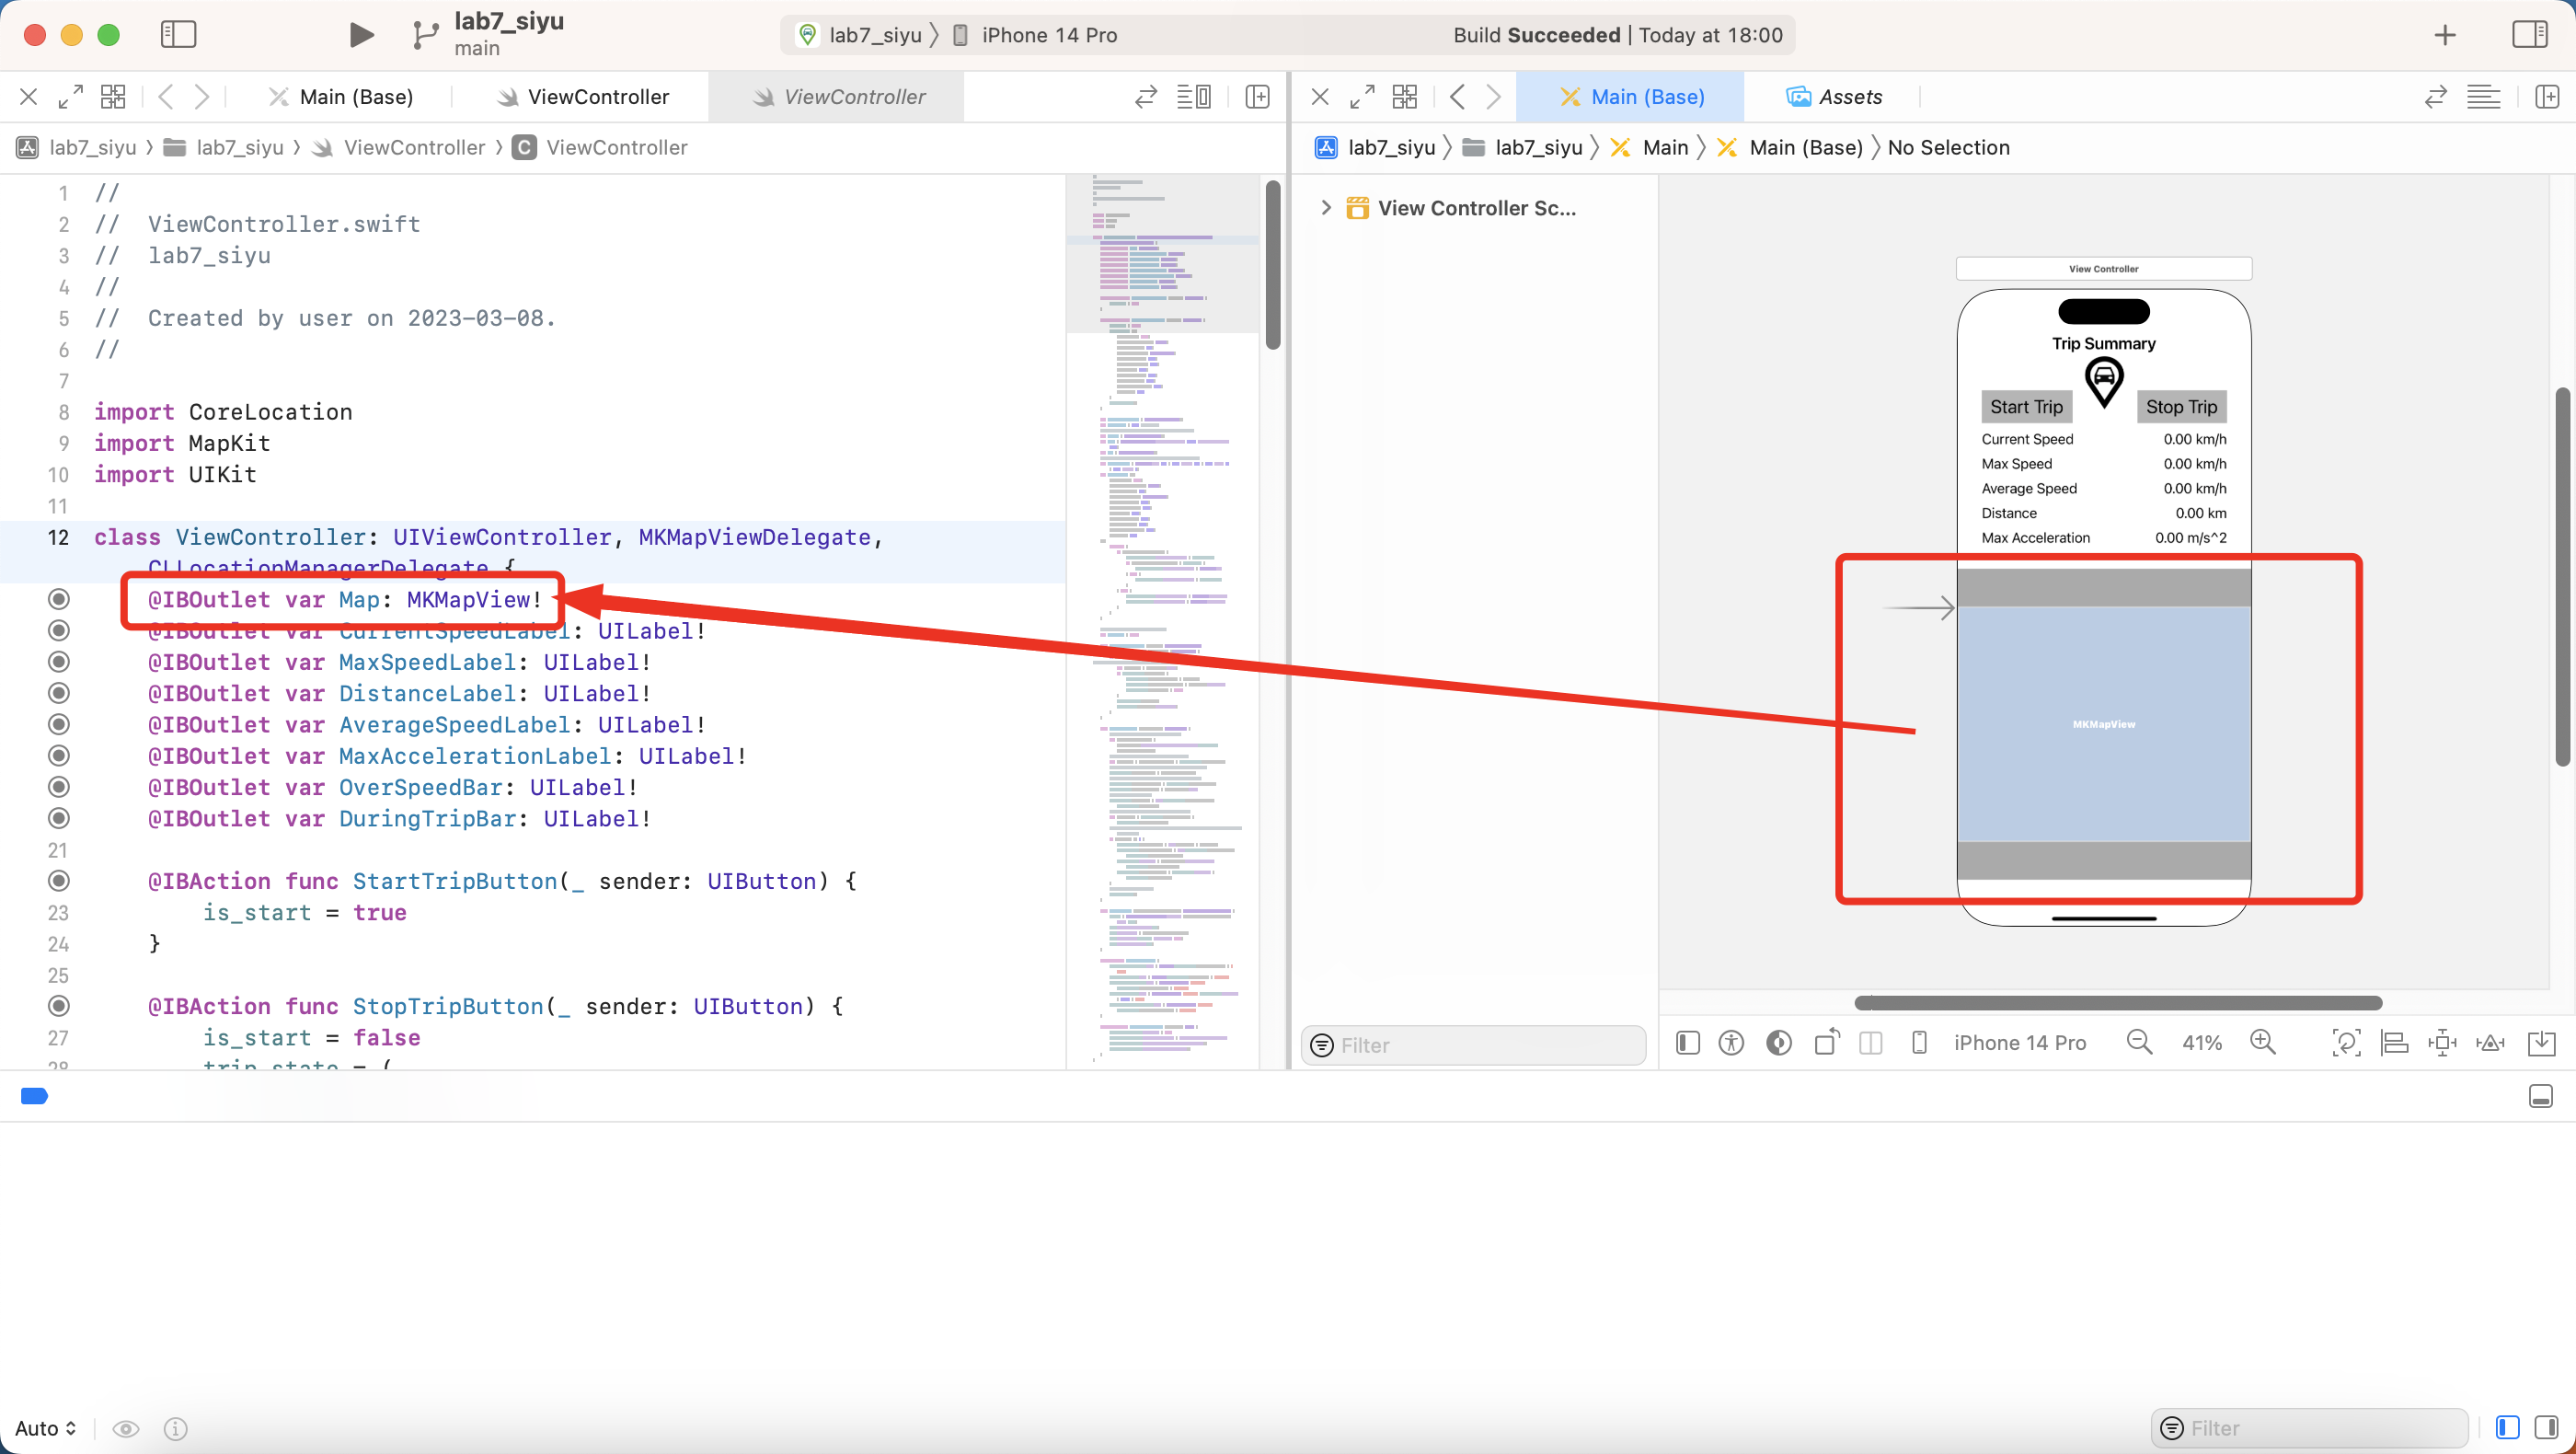 lab7_siyu
main
lab7_siyu
iPhone 14 Pro
Build Succeeded | Today at 18:00
Main (Base)
ViewController
ViewController
Main (Base)
Assets
lab7_siyu
lab7_siyu
ViewController
C
ViewController
lab7_siyu
lab7_siyu
Main
Main (Base)
No Selection
1 //
2 //  ViewController.swift
3 //  lab7_siyu
4 //
5 //  Created by user on 2023-03-08.
6 //
7
8 import CoreLocation
9 import MapKit
10 import UIKit
11
12 class ViewController: UIViewController, MKMapViewDelegate,
CLLocationManagerDelegate {
@IBOutlet var Map: MKMapView!
@IBOutlet var CurrentSpeedLabel: UILabel!
@IBOutlet var MaxSpeedLabel: UILabel!
@IBOutlet var DistanceLabel: UILabel!
@IBOutlet var AverageSpeedLabel: UILabel!
@IBOutlet var MaxAccelerationLabel: UILabel!
@IBOutlet var OverSpeedBar: UILabel!
@IBOutlet var DuringTripBar: UILabel!
21
@IBAction func StartTripButton(_ sender: UIButton) {
23 is_start = true
24 }
25
@IBAction func StopTripButton(_ sender: UIButton) {
27 is_start = false
28 trip_state = (
View Controller Sc...
View Controller
Trip Summary
Start Trip
Stop Trip
Current Speed 0.00 km/h
Max Speed 0.00 km/h
Average Speed 0.00 km/h
Distance 0.00 km
Max Acceleration 0.00 m/s^2
MKMapView
Filter
iPhone 14 Pro
41%
Auto
Filter